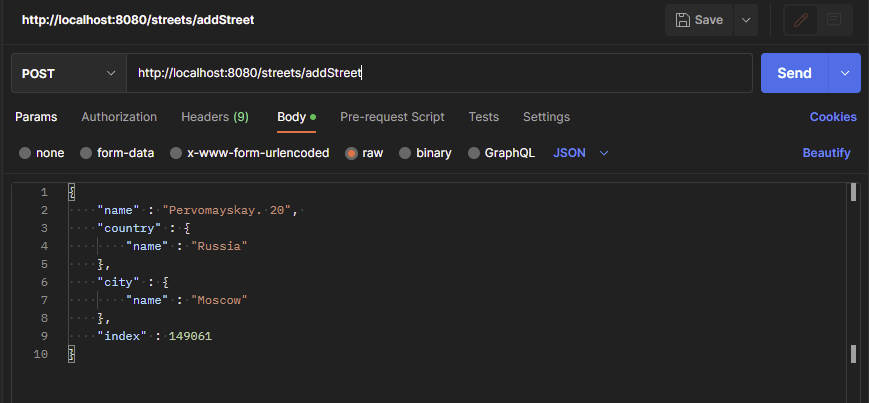 http://localhost:8080/streets/addStreet
Save
POST
http://localhost:8080/streets/addStreet
Send
Params Authorization Headers (9) Body Pre-request Script Tests Settings Cookies
none form-data x-www-form-urlencoded raw binary GraphQL JSON Beautify
1 {
2 "name" : "Pervomayskay. 20",
3 "country" : {
4 "name" : "Russia"
5 },
6 "city" : {
7 "name" : "Moscow"
8 },
9 "index" : 149061
10 }